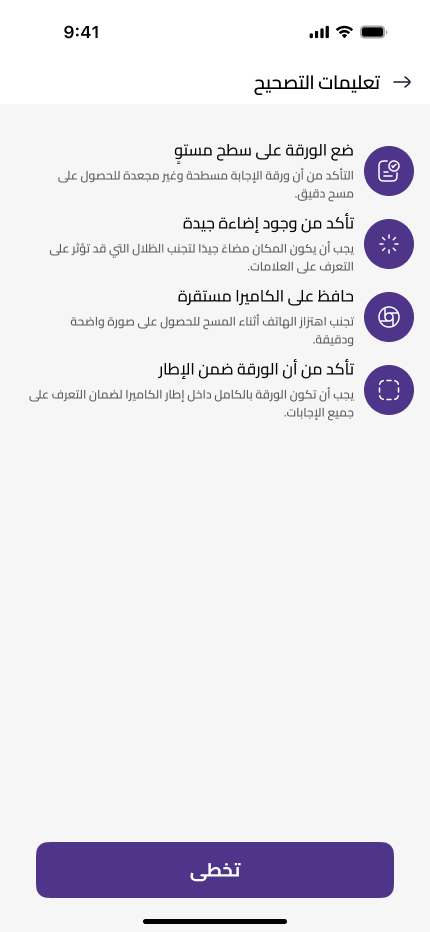 9:41
تعليمات التصحيح
ضع الورقة على سطح مستوٍ
التأكد من أن ورقة الإجابة مسطحة وغير مجعدة للحصول على
مسح دقيق.
تأكد من وجود إضاءة جيدة
يجب أن يكون المكان مضاءً جيدًا لتجنب الظلال التي قد تؤثر على
التعرف على العلامات.
حافظ على الكاميرا مستقرة
تجنب اهتزاز الهاتف أثناء المسح للحصول على صورة واضحة
ودقيقة.
تأكد من أن الورقة ضمن الإطار
يجب أن تكون الورقة بالكامل داخل إطار الكاميرا لضمان التعرف على
جميع الإجابات.
تخطى